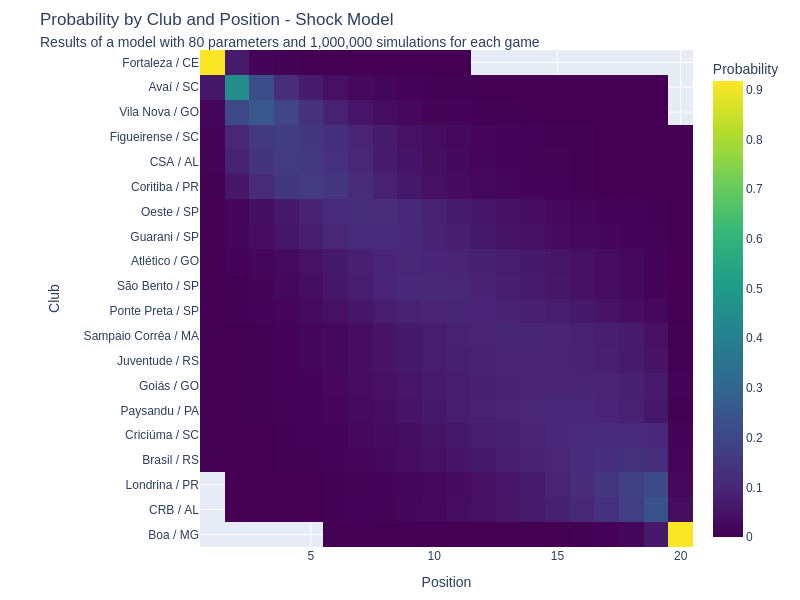 Probability by Club and Position - Shock Model
Results of a model with 80 parameters and 1,000,000 simulations for each game
Probability
Fortaleza / CE
Avaí / SC
Vila Nova / GO
Figueirense / SC
CSA / AL
Coritiba / PR
Oeste / SP
Guarani / SP
Atlético / GO
São Bento / SP
Ponte Preta / SP
Sampaio Corrêa / MA
Juventude / RS
Goiás / GO
Paysandu / PA
Criciúma / SC
Brasil / RS
Londrina / PR
CRB / AL
Boa / MG
Club
5
10
15
20
Position
0.9
0.8
0.7
0.6
0.5
0.4
0.3
0.2
0.1
0